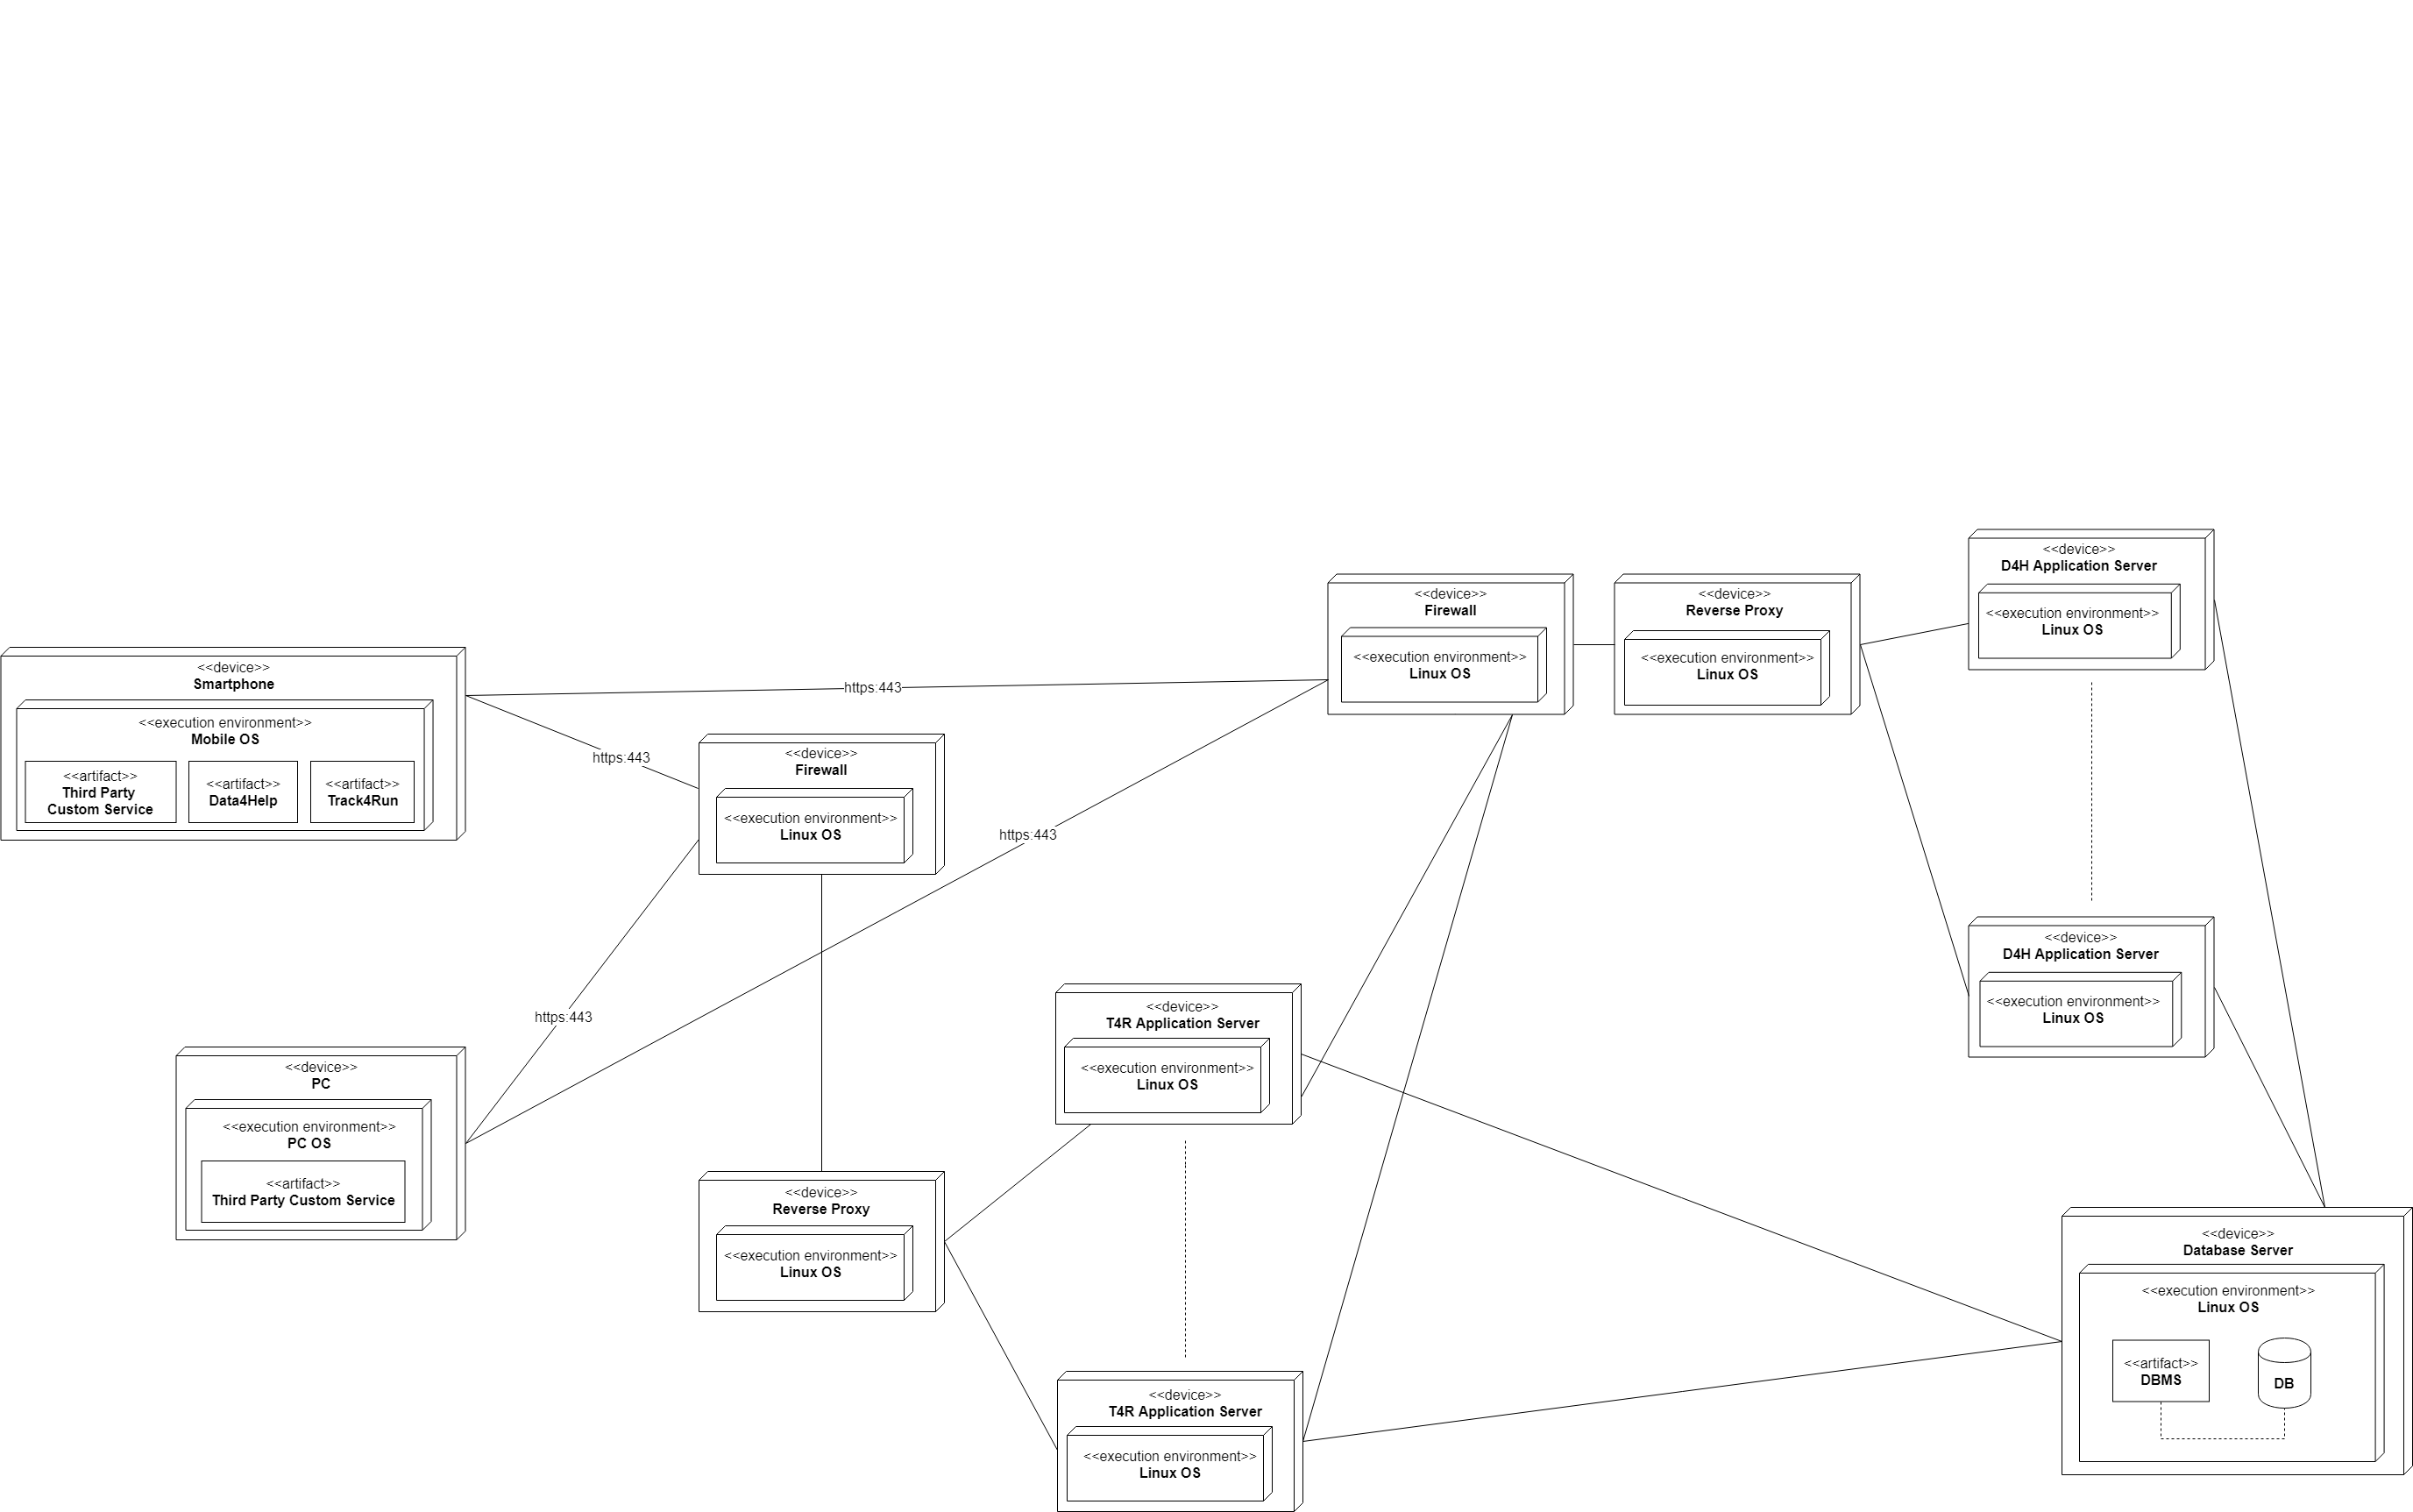 <<device>>
D4H Application Server
<<execution environment>>
Linux OS
<<device>>
Firewall
<<execution environment>>
Linux OS
<<device>>
Reverse Proxy
<<execution environment>>
Linux OS
<<device>>
Smartphone
<<execution environment>>
Mobile OS
<<artifact>>
Third Party
Custom Service
<<artifact>>
Data4Help
<<artifact>>
Track4Run
https:443
https:443
<<device>>
Firewall
<<execution environment>>
Linux OS
https:443
https:443
<<device>>
D4H Application Server
<<execution environment>>
Linux OS
<<device>>
T4R Application Server
<<execution environment>>
Linux OS
<<device>>
PC
<<execution environment>>
PC OS
<<artifact>>
Third Party Custom Service
<<device>>
Reverse Proxy
<<execution environment>>
Linux OS
<<device>>
Database Server
<<execution environment>>
Linux OS
<<artifact>>
DBMS
DB
<<device>>
T4R Application Server
<<execution environment>>
Linux OS